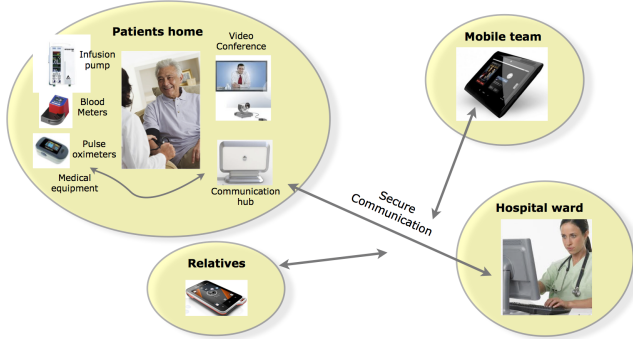 Patients home
Video
Conference
Infusion
pump
Blood
Meters
Pulse
oximeters
Medical
equipment
Communication
hub
Mobile team
Secure
Communication
Hospital ward
Relatives